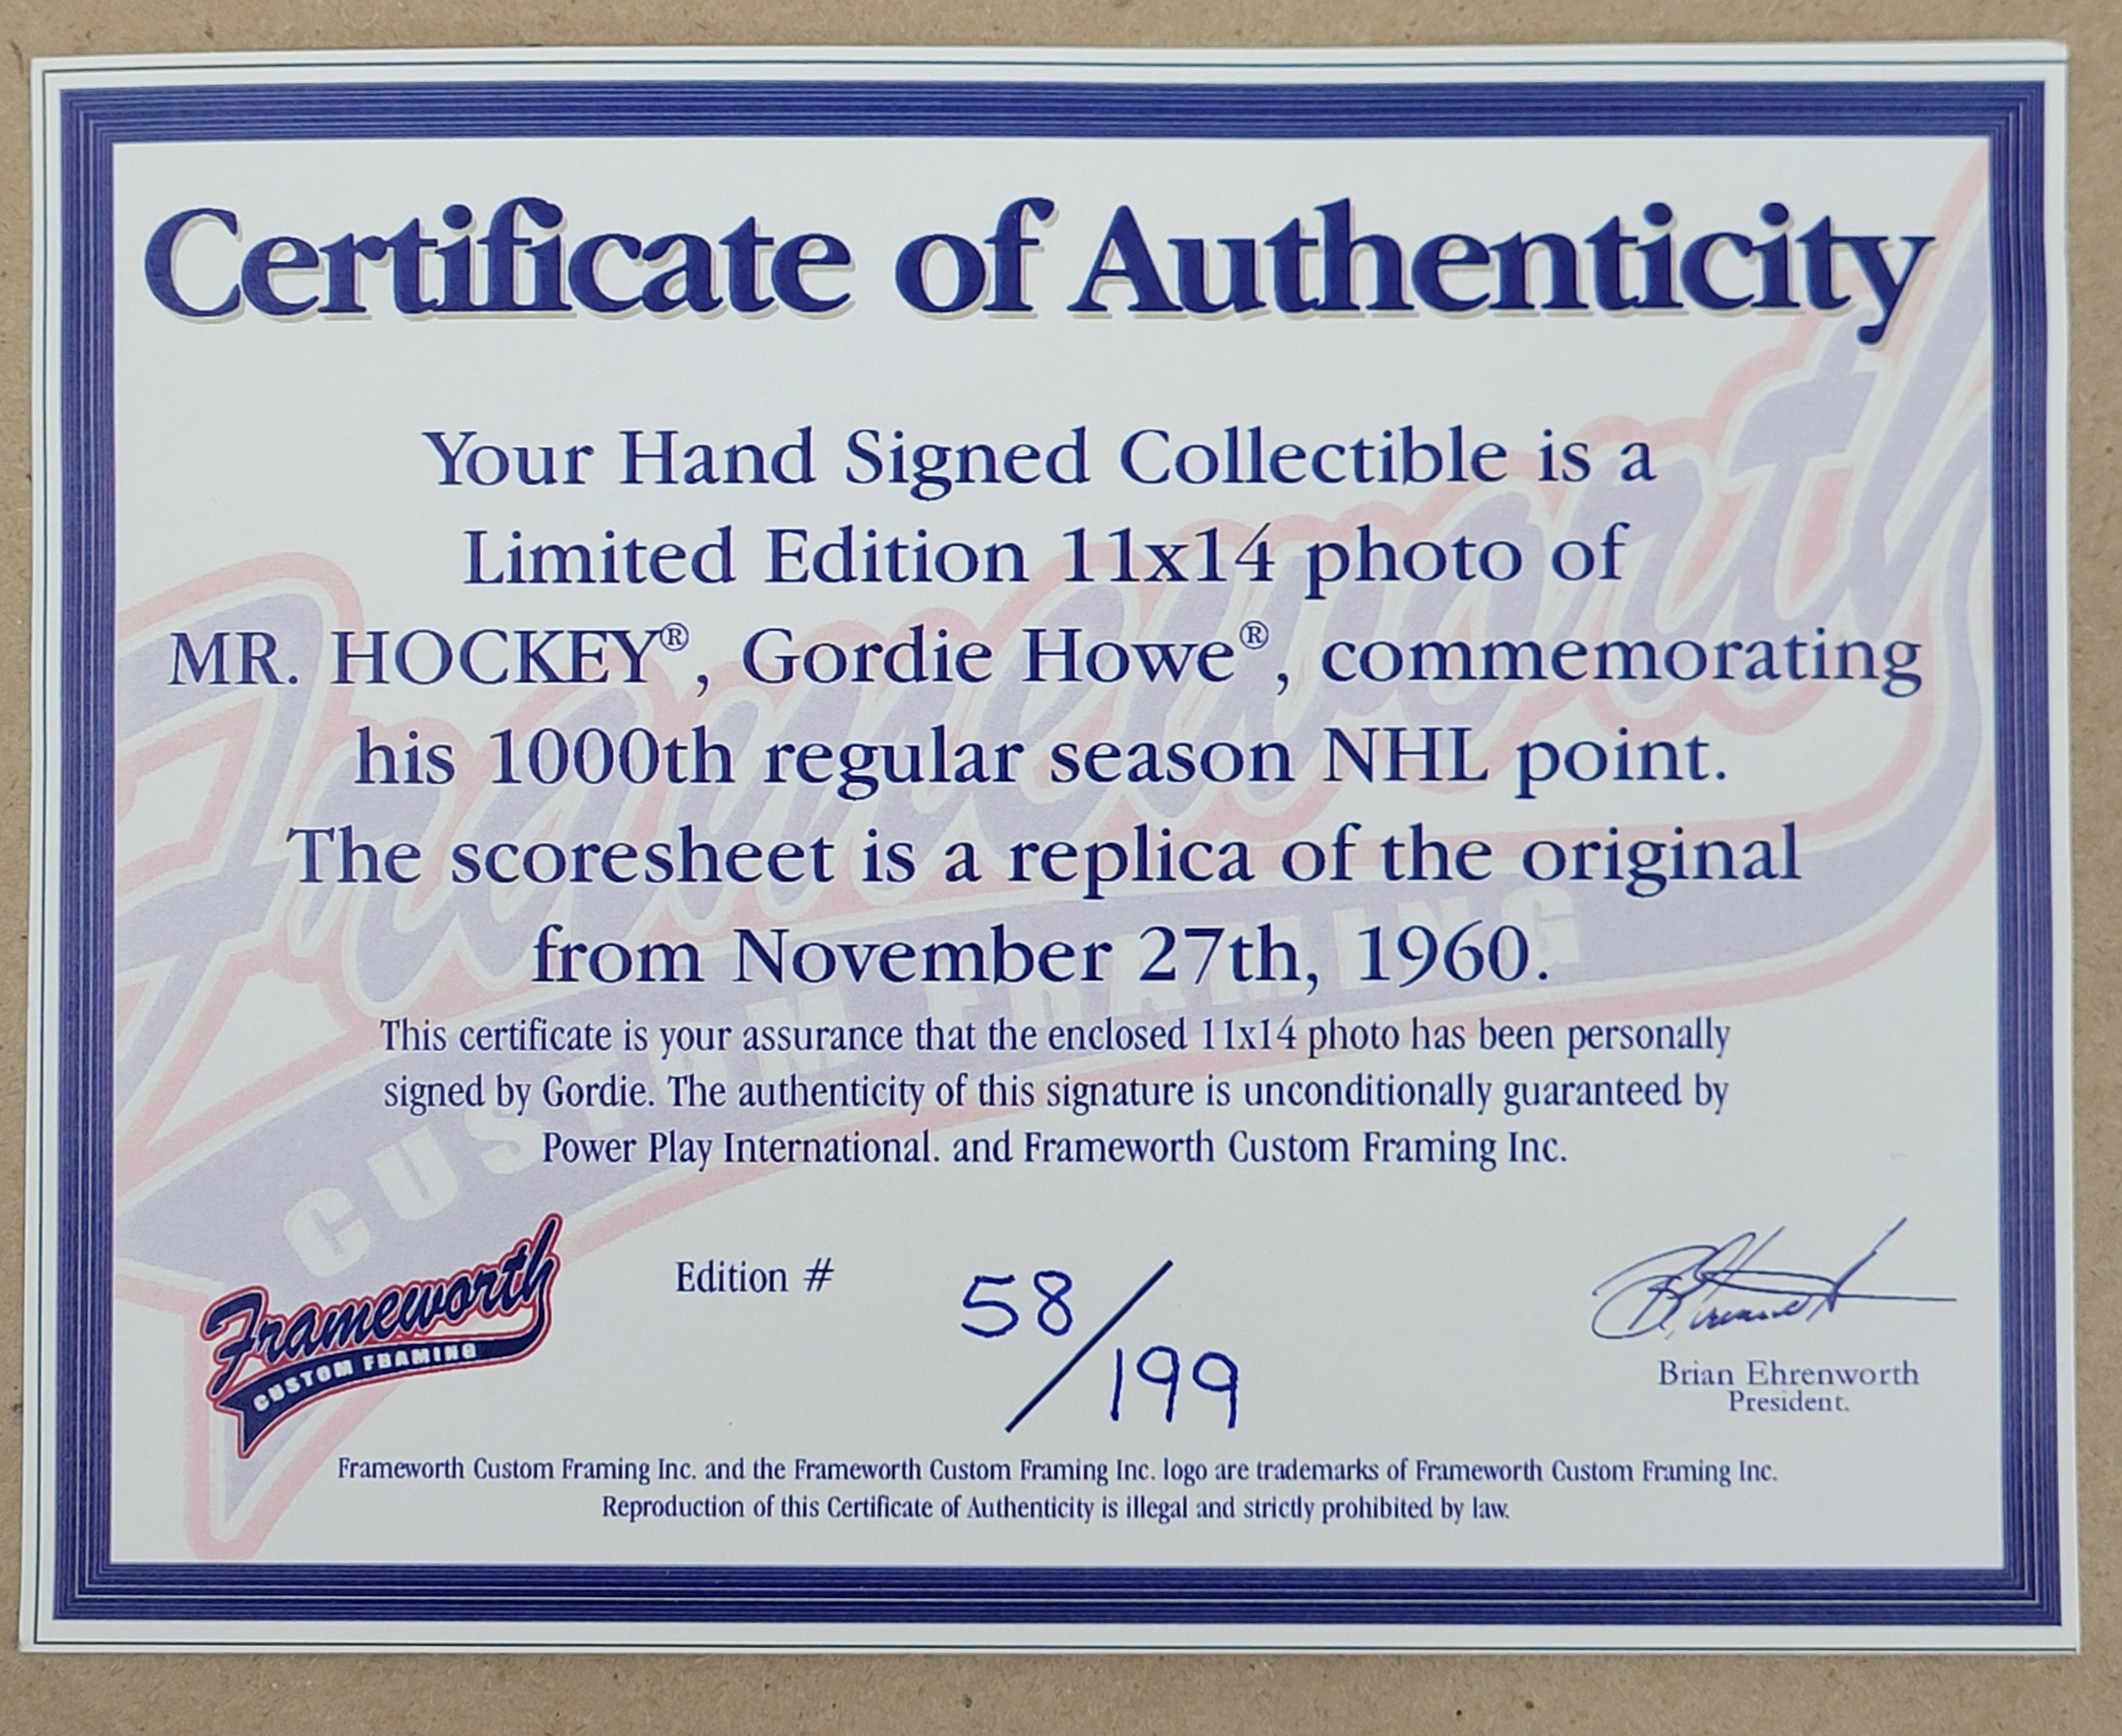 Certificate of Authenticity
Your Hand Signed Collectible is a
Limited Edition 11x14 photo of
MR. HOCKEY®, Gordie Howe®, commemorating
his 1000th regular season NHL point.
The scoresheet is a replica of the original
from November 27th, 1960.
This certificate is your assurance that the enclosed 11x14 photo has been personally
signed by Gordie. The authenticity of this signature is unconditionally guaranteed by
Power Play International. and Frameworth Custom Framing Inc.
Frameworth
CUSTOM FRAMING
Frameworth
CUSTOM FRAMING
Edition #
58/199
Brian Ehrenworth
President.
Frameworth Custom Framing Inc. and the Frameworth Custom Framing Inc. logo are trademarks of Frameworth Custom Framing Inc.
Reproduction of this Certificate of Authenticity is illegal and strictly prohibited by law.